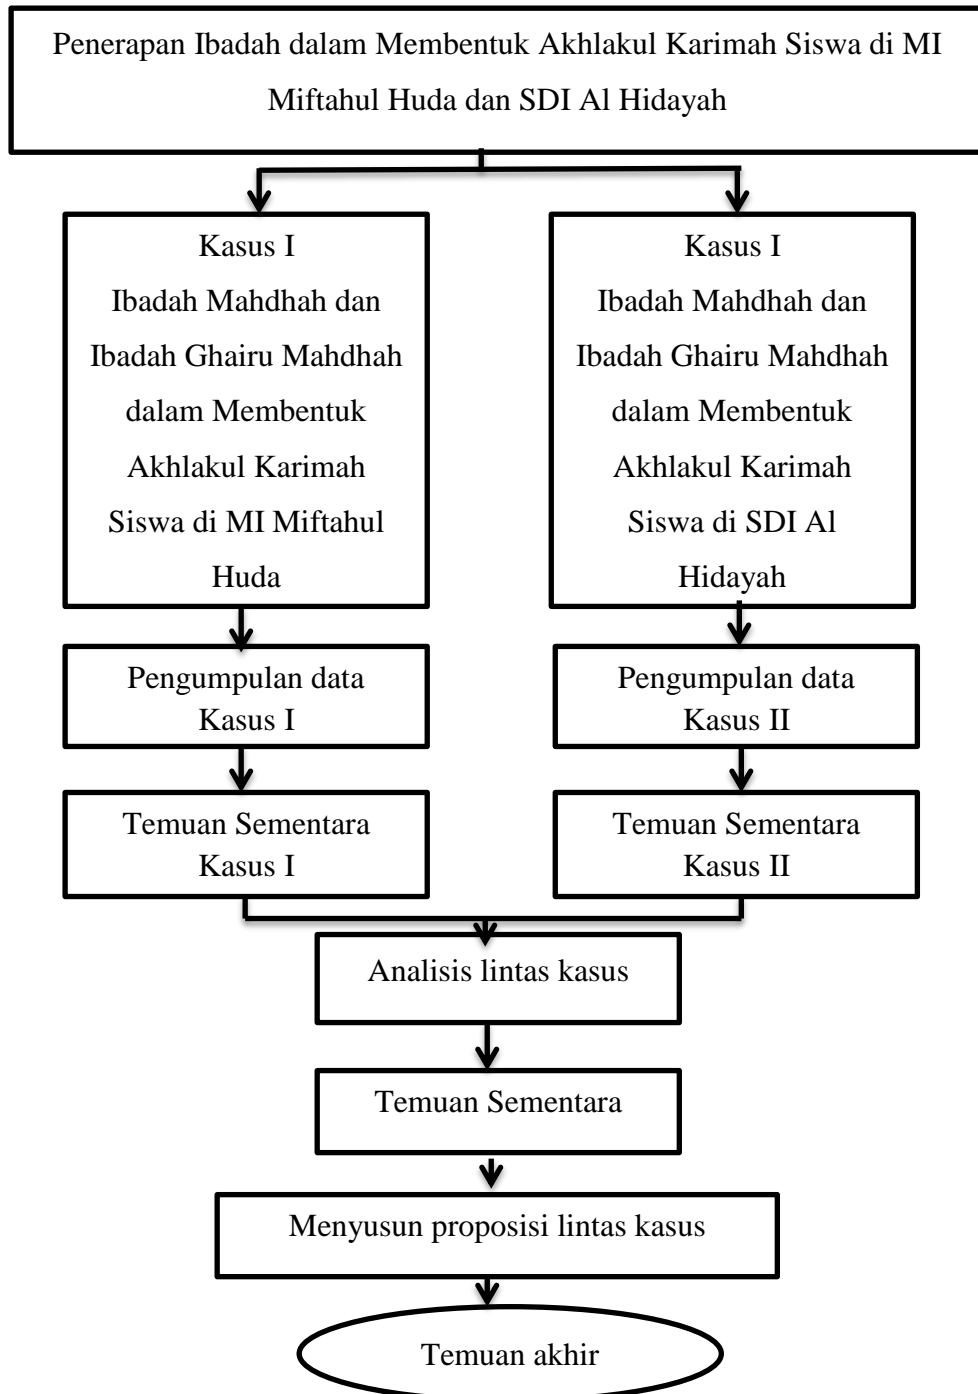 Penerapan Ibadah dalam Membentuk Akhlakul Karimah Siswa di MI
Miftahul Huda dan SDI Al Hidayah
Kasus I
Ibadah Mahdhah dan
Ibadah Ghairu Mahdhah
dalam Membentuk
Akhlakul Karimah
Siswa di MI Miftahul
Huda
Kasus I
Ibadah Mahdhah dan
Ibadah Ghairu Mahdhah
dalam Membentuk
Akhlakul Karimah
Siswa di SDI Al
Hidayah
Pengumpulan data
Kasus I
Pengumpulan data
Kasus II
Temuan Sementara
Kasus I
Temuan Sementara
Kasus II
Analisis lintas kasus
Temuan Sementara
Menyusun proposisi lintas kasus
Temuan akhir